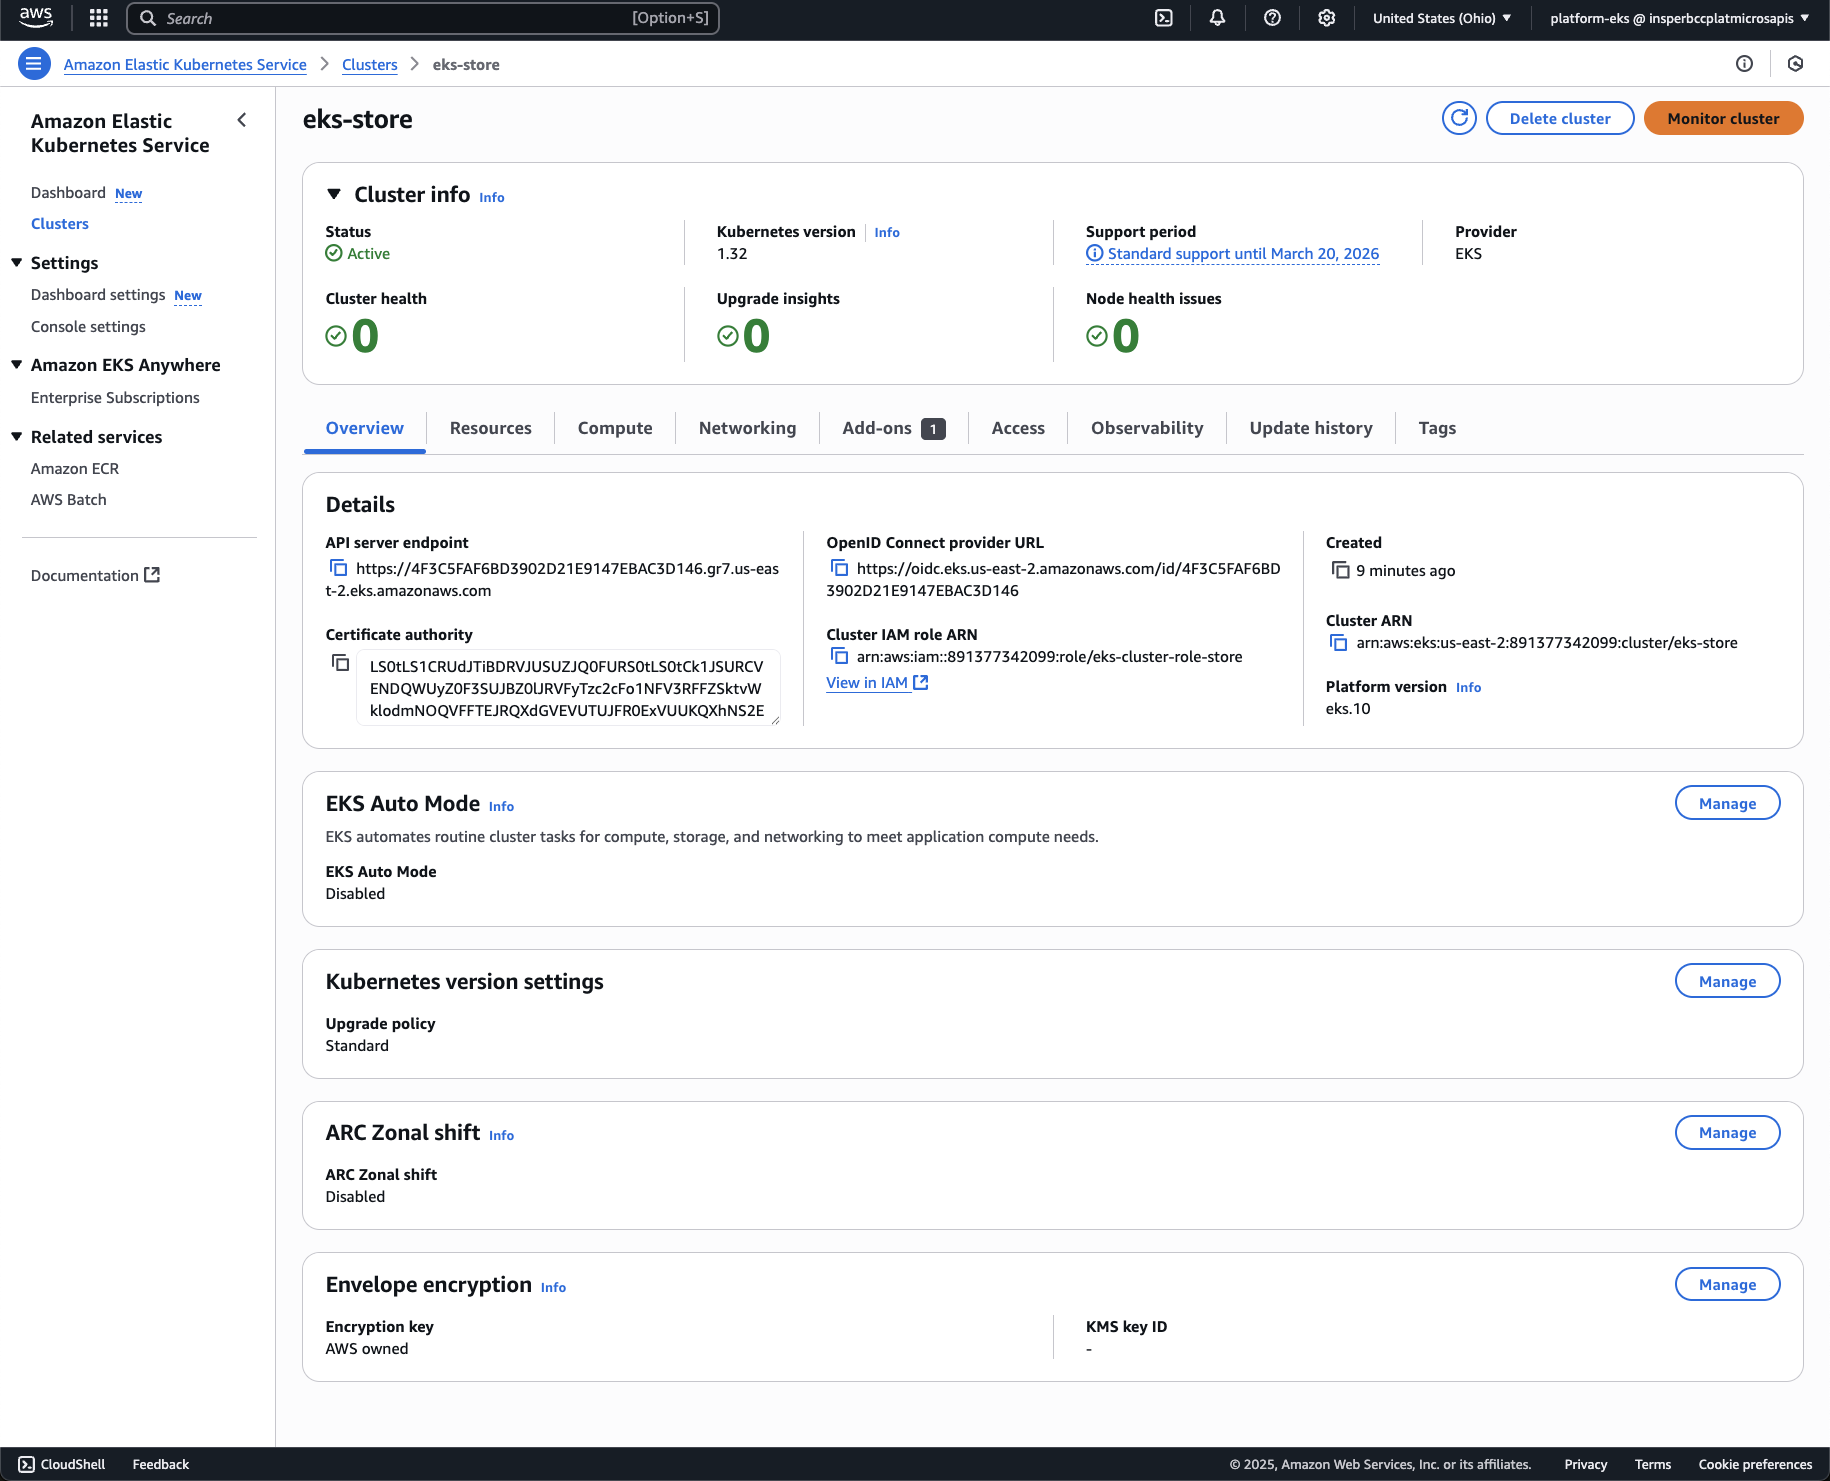 aws
Search
[Option+S]
United States (Ohio)
platform-eks @ insperbccplatmicrosapis
Amazon Elastic Kubernetes Service
Clusters
eks-store
Amazon Elastic
Kubernetes Service
Dashboard New
Clusters
Settings
Dashboard settings New
Console settings
Amazon EKS Anywhere
Enterprise Subscriptions
Related services
Amazon ECR
AWS Batch
Documentation
eks-store
Delete cluster
Monitor cluster
Cluster info Info
Status
Active
Kubernetes version Info
1.32
Support period
Standard support until March 20, 2026
Provider
EKS
Cluster health
0
Upgrade insights
0
Node health issues
0
Overview
Resources
Compute
Networking
Add-ons 1
Access
Observability
Update history
Tags
Details
API server endpoint
https://4F3C5FAF6BD3902D21E9147EBAC3D146.gr7.us-eas
t-2.eks.amazonaws.com
Certificate authority
LS0tLS1CRUdJTiBDRVJUSUZJQ0FURS0tLS0tCk1JSURCV
ENDQWUyZ0F3SUJBZ0lJRVFyTzc2cFo1NFV3RFFZSktvW
klodmNOQVFFTEJRQXdGVEVUTUJFR0ExVUUKQXhNS2E
OpenID Connect provider URL
https://oidc.eks.us-east-2.amazonaws.com/id/4F3C5FAF6BD
3902D21E9147EBAC3D146
Cluster IAM role ARN
arn:aws:iam::891377342099:role/eks-cluster-role-store
View in IAM
Created
9 minutes ago
Cluster ARN
arn:aws:eks:us-east-2:891377342099:cluster/eks-store
Platform version Info
eks.10
EKS Auto Mode Info
Manage
EKS automates routine cluster tasks for compute, storage, and networking to meet application compute needs.
EKS Auto Mode
Disabled
Kubernetes version settings
Manage
Upgrade policy
Standard
ARC Zonal shift Info
Manage
ARC Zonal shift
Disabled
Envelope encryption Info
Manage
Encryption key
AWS owned
KMS key ID
-
CloudShell
Feedback
© 2025, Amazon Web Services, Inc. or its affiliates.
Privacy
Terms
Cookie preferences